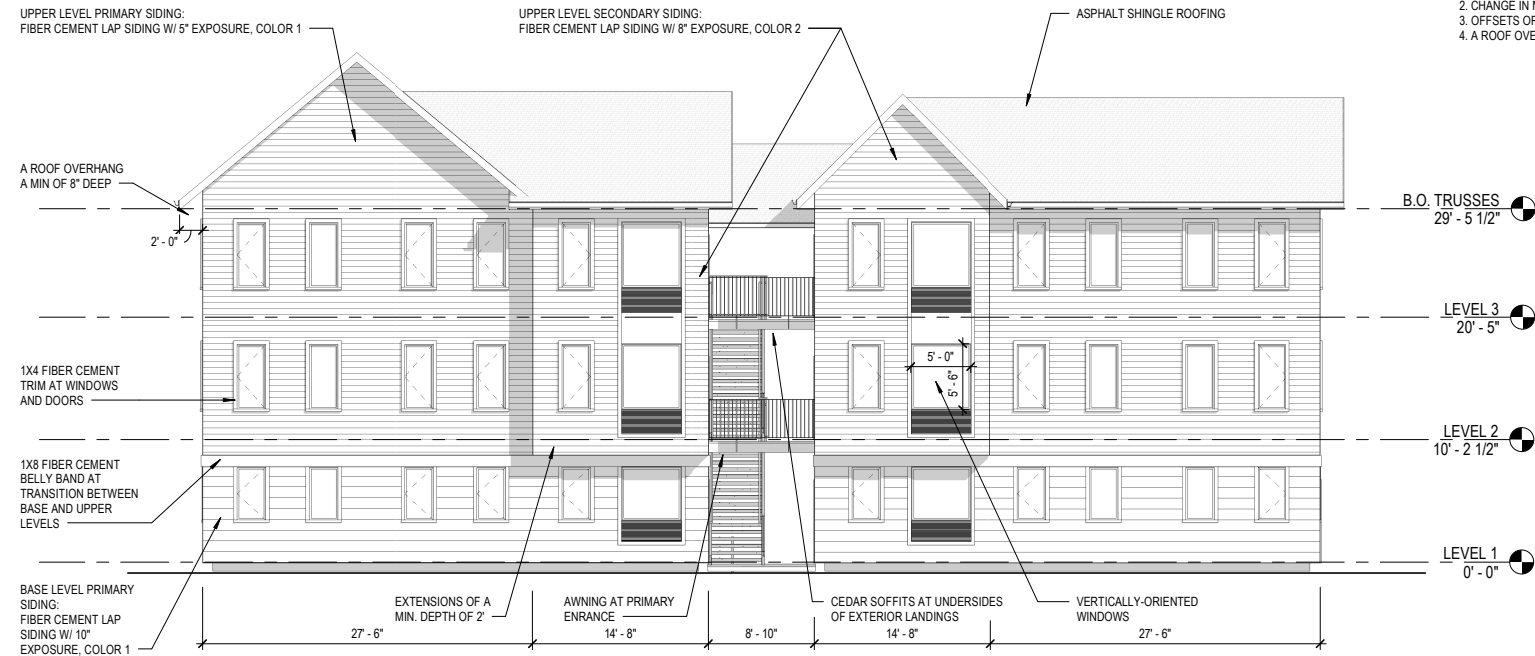 UPPER LEVEL PRIMARY SIDING:
FIBER CEMENT LAP SIDING W/ 5" EXPOSURE, COLOR 1
UPPER LEVEL SECONDARY SIDING:
FIBER CEMENT LAP SIDING W/ 8" EXPOSURE, COLOR 2
ASPHALT SHINGLE ROOFING
2. CHANGE IN
3. OFFSETS OF
4. A ROOF OVE
A ROOF OVERHANG
A MIN OF 8" DEEP
2' - 0"
B.O. TRUSSES
29' - 5 1/2"
LEVEL 3
20' - 5"
5' - 0"
5' - 6"
1X4 FIBER CEMENT
TRIM AT WINDOWS
AND DOORS
LEVEL 2
10' - 2 1/2"
1X8 FIBER CEMENT
BELLY BAND AT
TRANSITION BETWEEN
BASE AND UPPER
LEVELS
LEVEL 1
0' - 0"
BASE LEVEL PRIMARY
SIDING:
FIBER CEMENT LAP
SIDING W/ 10"
EXPOSURE, COLOR 1
EXTENSIONS OF A
MIN. DEPTH OF 2'
AWNING AT PRIMARY
ENRANCE
CEDAR SOFFITS AT UNDERSIDES
OF EXTERIOR LANDINGS
VERTICALLY-ORIENTED
WINDOWS
27' - 6"
14' - 8"
8' - 10"
14' - 8"
27' - 6"